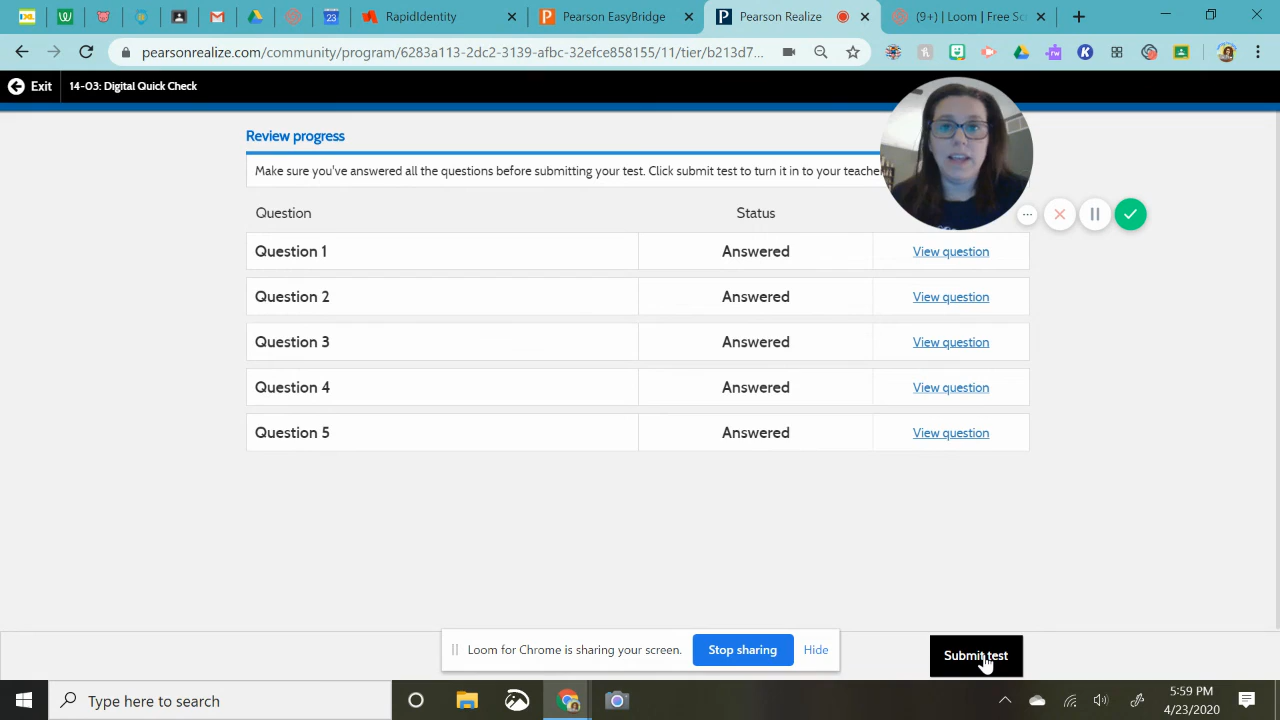 RapidIdentity
Pearson EasyBridge
Pearson Realize
(9+) Loom | Free Scr
pearsonrealize.com/community/program/6283a113-2dc2-3139-afbc-32efce858155/11/tier/b213d7...
Exit
14-03: Digital Quick Check
Review progress
Make sure you've answered all the questions before submitting your test. Click submit test to turn it in to your teache
Question Status
Question 1 Answered View question
Question 2 Answered View question
Question 3 Answered View question
Question 4 Answered View question
Question 5 Answered View question
Loom for Chrome is sharing your screen. Stop sharing Hide
Submit test
Type here to search
5:59 PM
4/23/2020